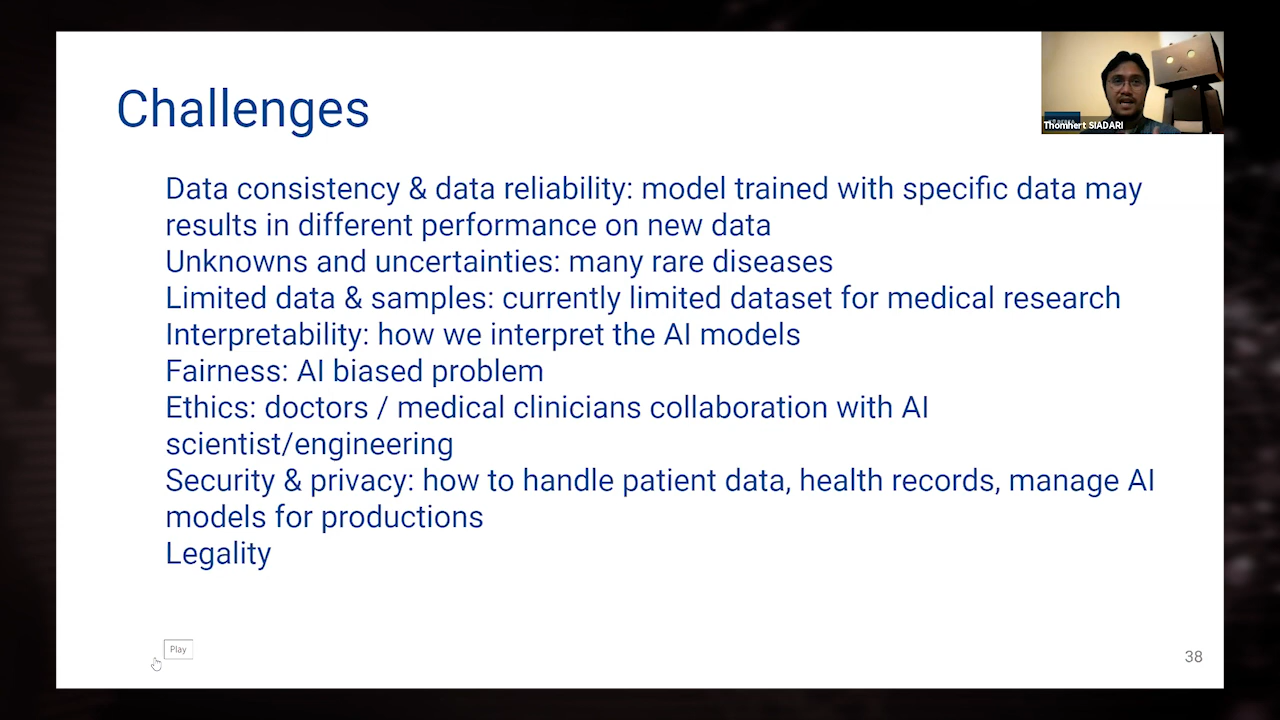 Challenges
Thomhert SIADARI
Data consistency & data reliability: model trained with specific data may
results in different performance on new data
Unknowns and uncertainties: many rare diseases
Limited data & samples: currently limited dataset for medical research
Interpretability: how we interpret the AI models
Fairness: AI biased problem
Ethics: doctors / medical clinicians collaboration with AI
scientist/engineering
Security & privacy: how to handle patient data, health records, manage AI
models for productions
Legality
Play
38